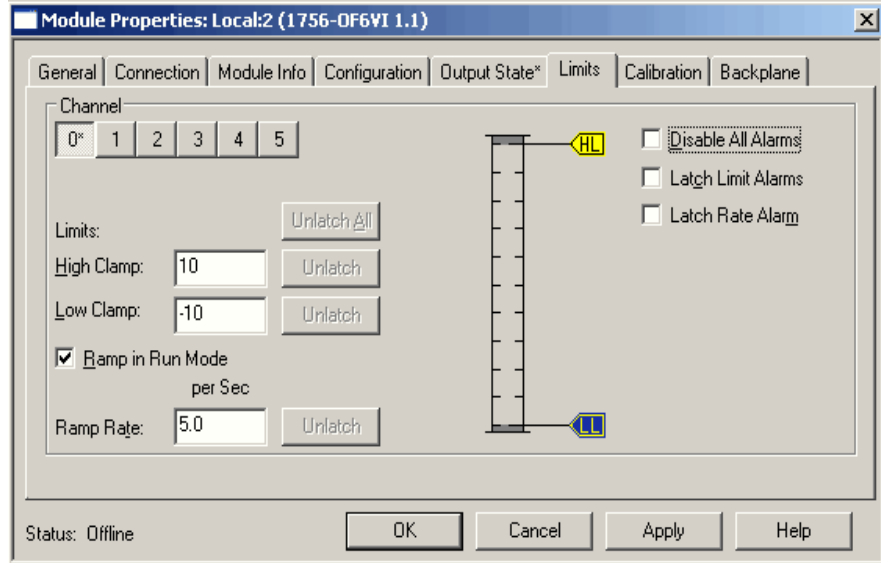 Module Properties: Local:2 (1756-OF6VI 1.1)
General Connection Module Info Configuration Output State* Limits Calibration Backplane
Channel
0* 1 2 3 4 5
HL
Disable All Alarms
Latch Limit Alarms
Latch Rate Alarm
Limits:
Unlatch All
High Clamp: 10 Unlatch
Low Clamp: -10 Unlatch
Ramp in Run Mode
per Sec
Ramp Rate: 5.0 Unlatch
LL
Status: Offline
OK Cancel Apply Help